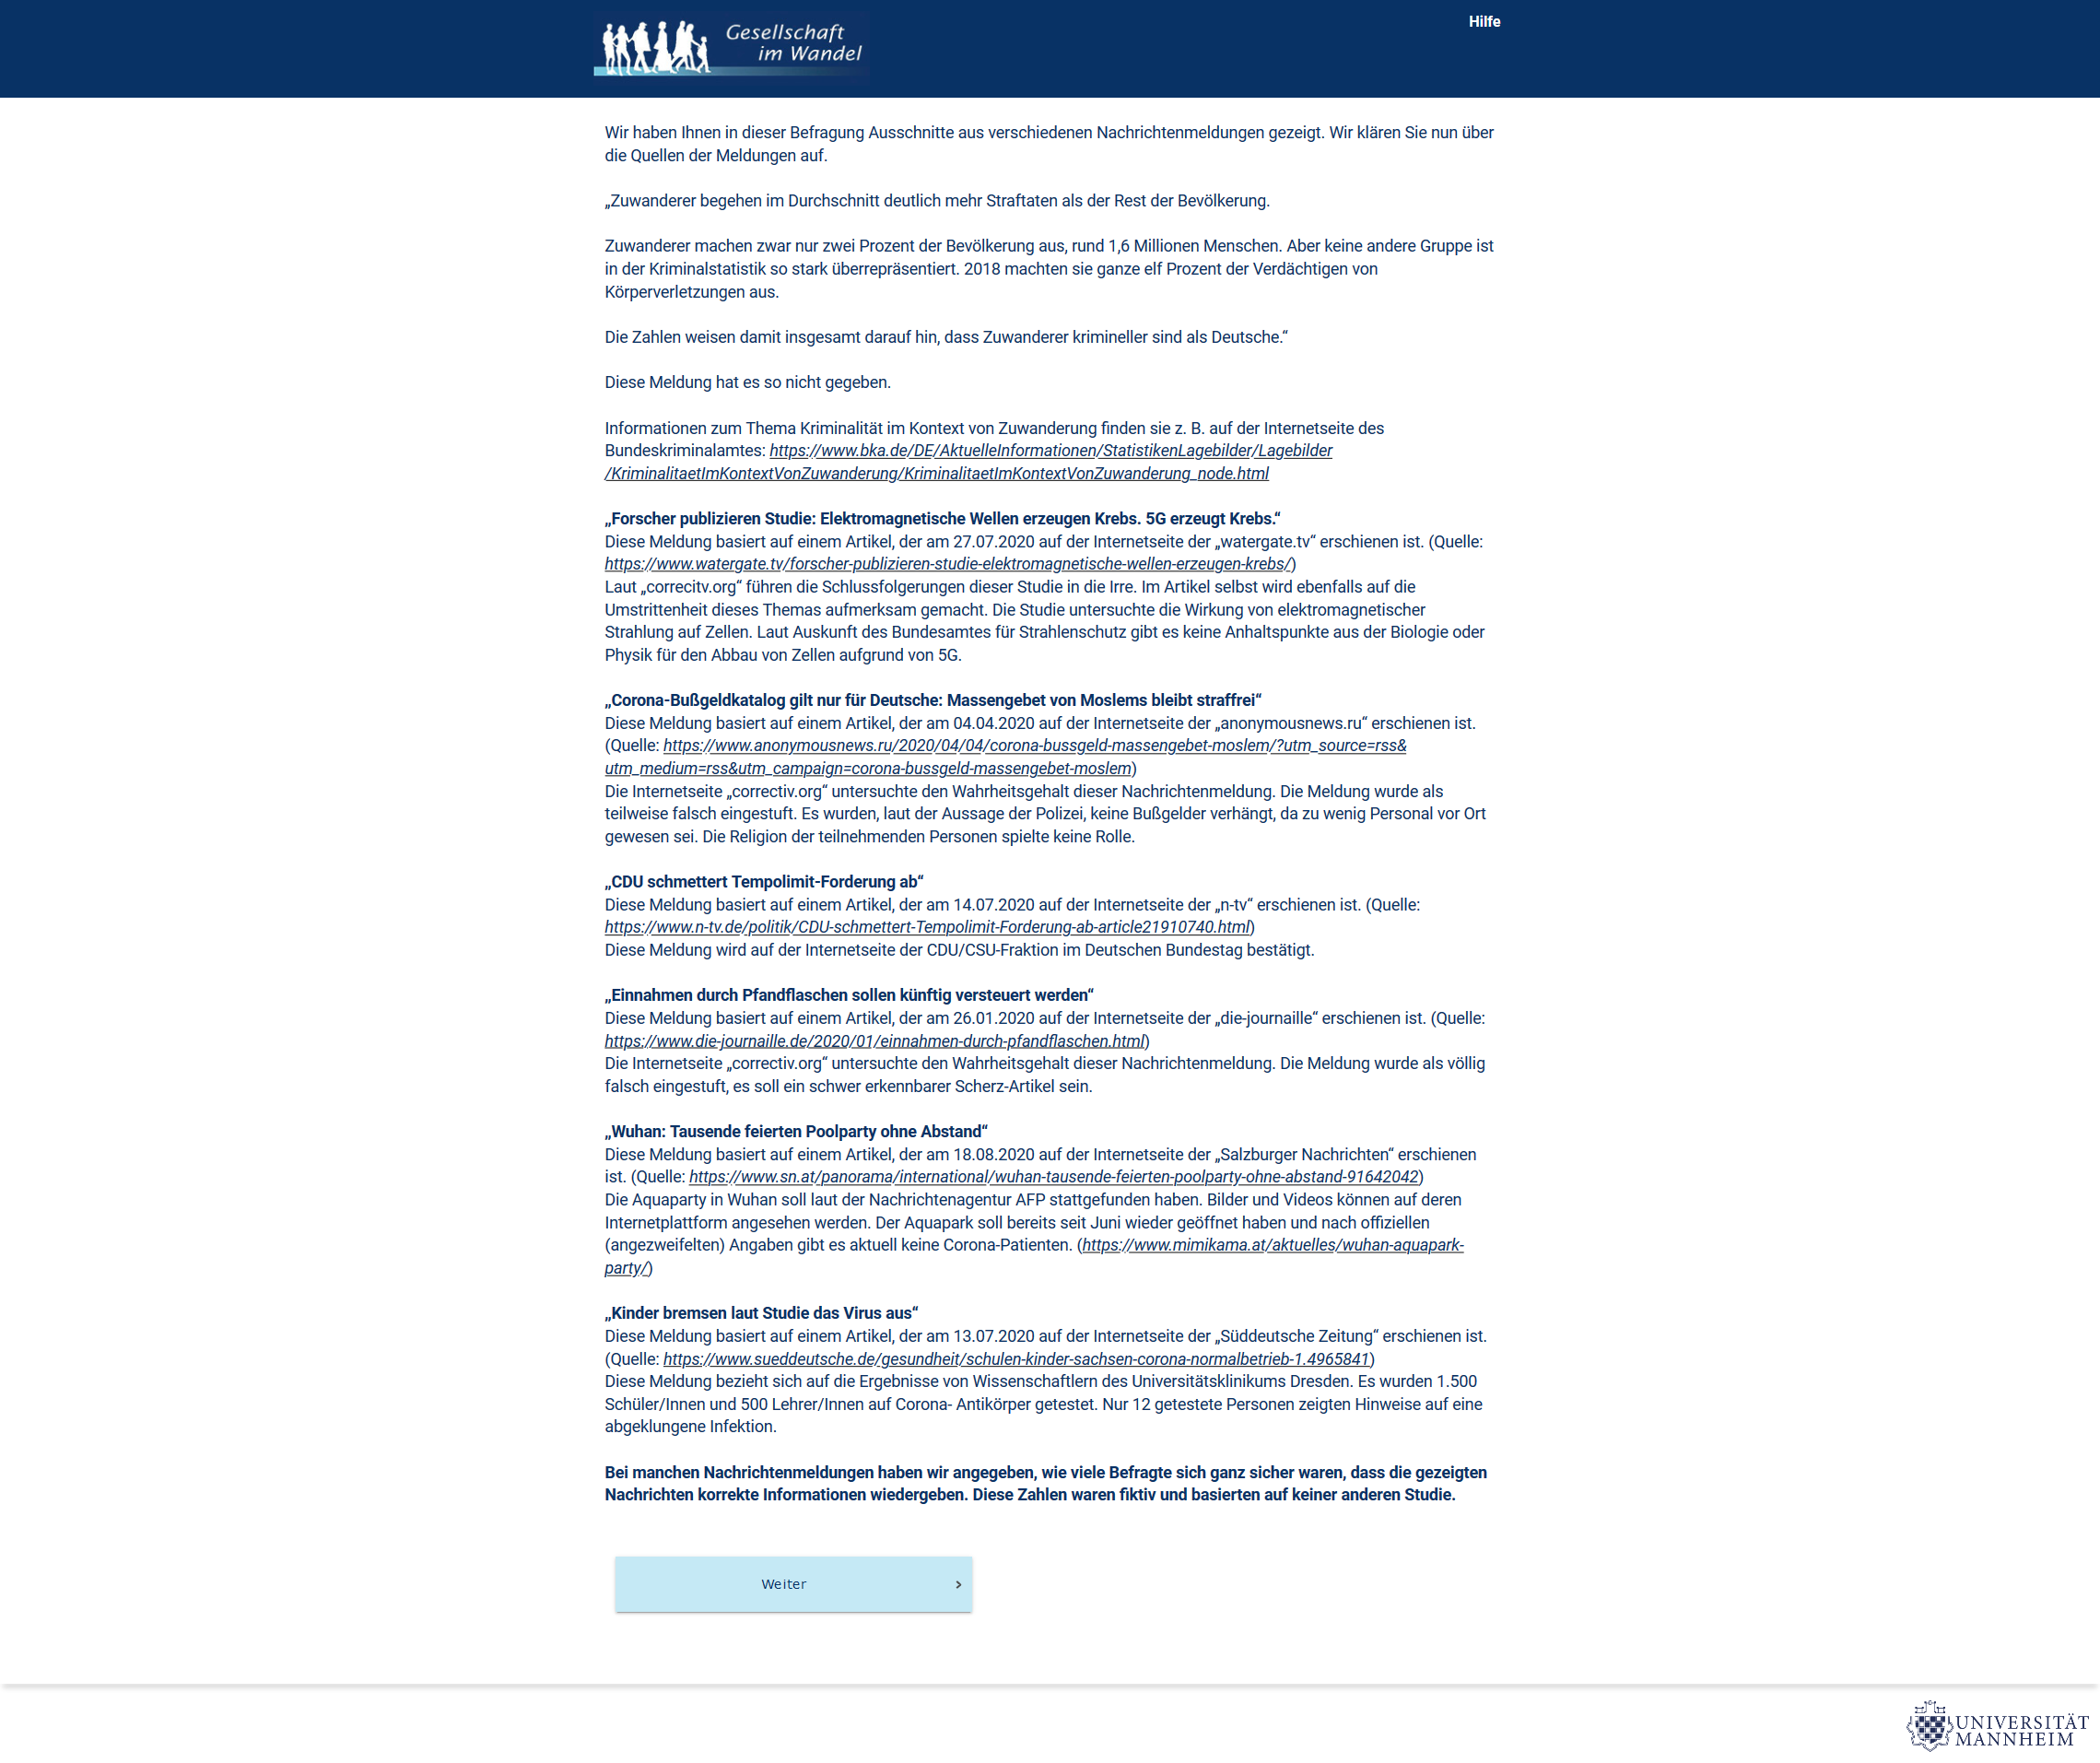 Gesellschaft
im Wandel
Hilfe
Wir haben Ihnen in dieser Befragung Ausschnitte aus verschiedenen Nachrichtenmeldungen gezeigt. Wir klären Sie nun über
die Quellen der Meldungen auf.
„Zuwanderer begehen im Durchschnitt deutlich mehr Straftaten als der Rest der Bevölkerung.
Zuwanderer machen zwar nur zwei Prozent der Bevölkerung aus, rund 1,6 Millionen Menschen. Aber keine andere Gruppe ist
in der Kriminalstatistik so stark überrepräsentiert. 2018 machten sie ganze elf Prozent der Verdächtigen von
Körperverletzungen aus.
Die Zahlen weisen damit insgesamt darauf hin, dass Zuwanderer krimineller sind als Deutsche.“
Diese Meldung hat es so nicht gegeben.
Informationen zum Thema Kriminalität im Kontext von Zuwanderung finden sie z. B. auf der Internetseite des
Bundeskriminalamtes: https://www.bka.de/DE/AktuelleInformationen/StatistikenLagebilder/Lagebilder
/KriminalitaetImKontextVonZuwanderung/KriminalitaetImKontextVonZuwanderung_node.html
„Forscher publizieren Studie: Elektromagnetische Wellen erzeugen Krebs. 5G erzeugt Krebs.“
Diese Meldung basiert auf einem Artikel, der am 27.07.2020 auf der Internetseite der „watergate.tv“ erschienen ist. (Quelle:
https://www.watergate.tv/forscher-publizieren-studie-elektromagnetische-wellen-erzeugen-krebs/)
Laut „correcitv.org“ führen die Schlussfolgerungen dieser Studie in die Irre. Im Artikel selbst wird ebenfalls auf die
Umstrittenheit dieses Themas aufmerksam gemacht. Die Studie untersuchte die Wirkung von elektromagnetischer
Strahlung auf Zellen. Laut Auskunft des Bundesamtes für Strahlenschutz gibt es keine Anhaltspunkte aus der Biologie oder
Physik für den Abbau von Zellen aufgrund von 5G.
„Corona-Bußgeldkatalog gilt nur für Deutsche: Massengebet von Moslems bleibt straffrei“
Diese Meldung basiert auf einem Artikel, der am 04.04.2020 auf der Internetseite der „anonymousnews.ru“ erschienen ist.
(Quelle: https://www.anonymousnews.ru/2020/04/04/corona-bussgeld-massengebet-moslem/?utm_source=rss&
utm_medium=rss&utm_campaign=corona-bussgeld-massengebet-moslem)
Die Internetseite „correctiv.org“ untersuchte den Wahrheitsgehalt dieser Nachrichtenmeldung. Die Meldung wurde als
teilweise falsch eingestuft. Es wurden, laut der Aussage der Polizei, keine Bußgelder verhängt, da zu wenig Personal vor Ort
gewesen sei. Die Religion der teilnehmenden Personen spielte keine Rolle.
„CDU schmettert Tempolimit-Forderung ab“
Diese Meldung basiert auf einem Artikel, der am 14.07.2020 auf der Internetseite der „n-tv“ erschienen ist. (Quelle:
https://www.n-tv.de/politik/CDU-schmettert-Tempolimit-Forderung-ab-article21910740.html)
Diese Meldung wird auf der Internetseite der CDU/CSU-Fraktion im Deutschen Bundestag bestätigt.
„Einnahmen durch Pfandflaschen sollen künftig versteuert werden“
Diese Meldung basiert auf einem Artikel, der am 26.01.2020 auf der Internetseite der „die-journaille“ erschienen ist. (Quelle:
https://www.die-journaille.de/2020/01/einnahmen-durch-pfandflaschen.html)
Die Internetseite „correctiv.org“ untersuchte den Wahrheitsgehalt dieser Nachrichtenmeldung. Die Meldung wurde als völlig
falsch eingestuft, es soll ein schwer erkennbarer Scherz-Artikel sein.
„Wuhan: Tausende feierten Poolparty ohne Abstand“
Diese Meldung basiert auf einem Artikel, der am 18.08.2020 auf der Internetseite der „Salzburger Nachrichten“ erschienen
ist. (Quelle: https://www.sn.at/panorama/international/wuhan-tausende-feierten-poolparty-ohne-abstand-91642042)
Die Aquaparty in Wuhan soll laut der Nachrichtenagentur AFP stattgefunden haben. Bilder und Videos können auf deren
Internetplattform angesehen werden. Der Aquapark soll bereits seit Juni wieder geöffnet haben und nach offiziellen
(angezweifelten) Angaben gibt es aktuell keine Corona-Patienten. (https://www.mimikama.at/aktuelles/wuhan-aquapark-
party/)
„Kinder bremsen laut Studie das Virus aus“
Diese Meldung basiert auf einem Artikel, der am 13.07.2020 auf der Internetseite der „Süddeutsche Zeitung“ erschienen ist.
(Quelle: https://www.sueddeutsche.de/gesundheit/schulen-kinder-sachsen-corona-normalbetrieb-1.4965841)
Diese Meldung bezieht sich auf die Ergebnisse von Wissenschaftlern des Universitätsklinikums Dresden. Es wurden 1.500
Schüler/Innen und 500 Lehrer/Innen auf Corona- Antikörper getestet. Nur 12 getestete Personen zeigten Hinweise auf eine
abgeklungene Infektion.
Bei manchen Nachrichtenmeldungen haben wir angegeben, wie viele Befragte sich ganz sicher waren, dass die gezeigten
Nachrichten korrekte Informationen wiedergeben. Diese Zahlen waren fiktiv und basierten auf keiner anderen Studie.
Weiter
UNIVERSITÄT
MANNHEIM